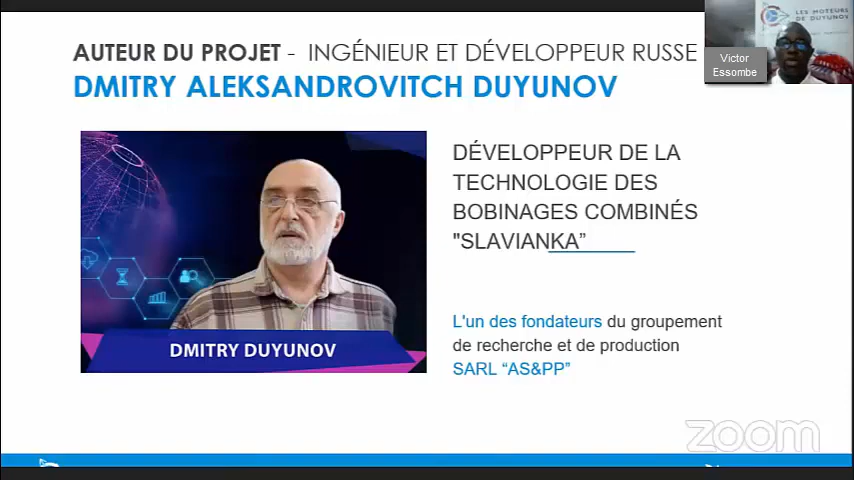 AUTEUR DU PROJET - INGÉNIEUR ET DÉVELOPPEUR RUSSE
DMITRY ALEKSANDROVITCH DUYUNOV
LES MOTEURS
DE DUYUNOV
Victor
Essombe
DÉVELOPPEUR DE LA
TECHNOLOGIE DES
BOBINAGES COMBINÉS
"SLAVIANKA”
DMITRY DUYUNOV
L'un des fondateurs du groupement
de recherche et de production
SARL “AS&PP”
zoom